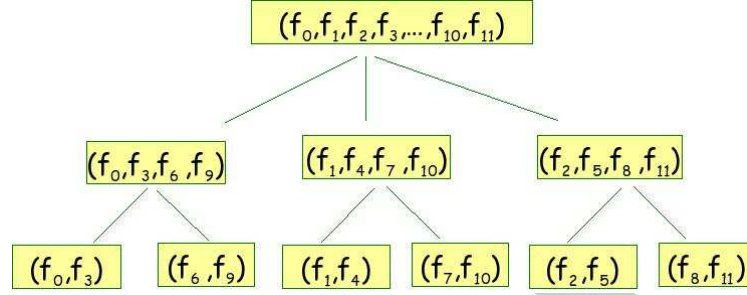 (f₀,f₁,f₂,f₃,...,f₁₀,f₁₁)
(f₀,f₃,f₆ ,f₉) (f₁,f₄,f₇ ,f₁₀) (f₂,f₅,f₈ ,f₁₁)
(f₀,f₃) (f₆ ,f₉) (f₁,f₄) (f₇,f₁₀) (f₂,f₅) (f₈,f₁₁)